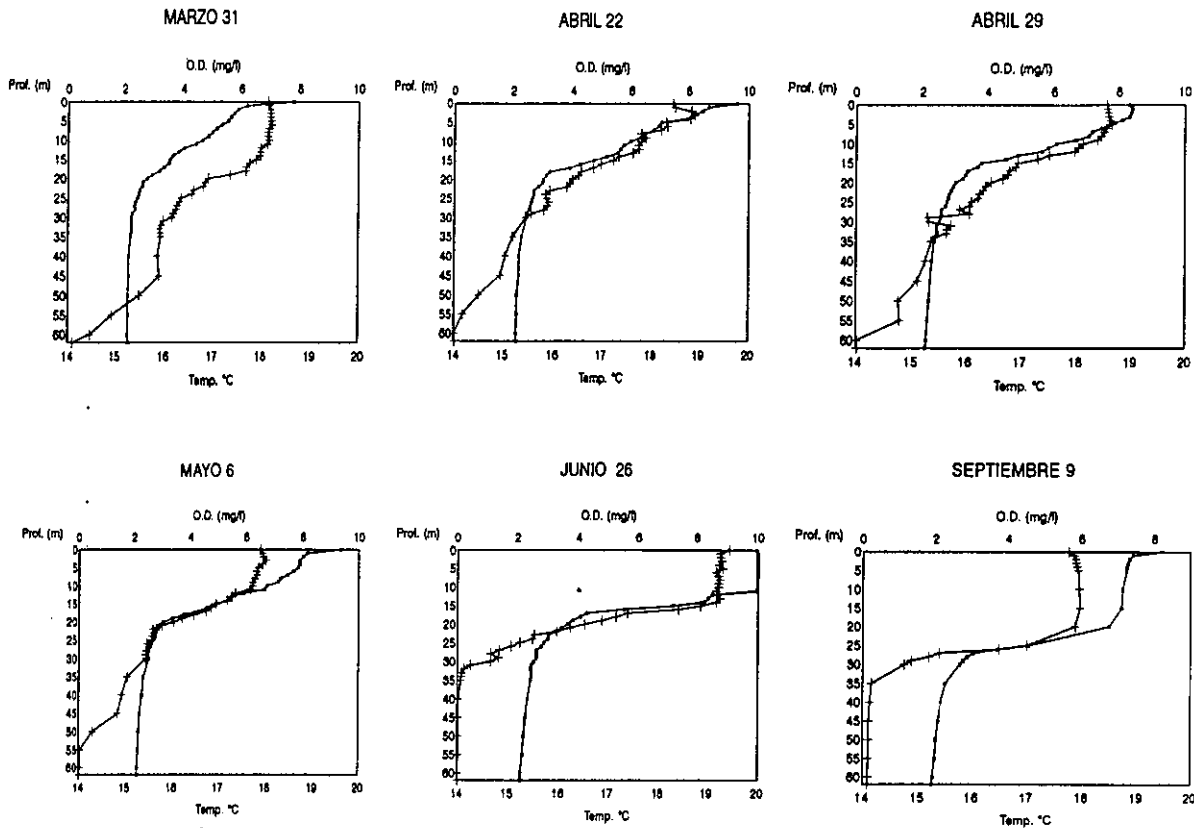 MARZO 31
O.D. (mg/l)
Prof. (m) 0 2 4 6 8 10
0
5
10
15
20
25
30
35
40
45
50
55
60
14 15 16 17 18 19 20
Temp. °C
ABRIL 22
O.D. (mg/l)
Prof. (m) 0 2 4 6 8 10
0
5
10
15
20
25
30
35
40
45
50
55
60
14 15 16 17 18 19 20
Temp. °C
ABRIL 29
O.D. (mg/l)
Prof. (m) 0 2 4 6 8 10
0
5
10
15
20
25
30
35
40
45
50
55
60
14 15 16 17 18 19 20
Temp. °C
MAYO 6
O.D. (mg/l)
Prof. (m) 0 2 4 6 8 10
0
5
10
15
20
25
30
35
40
45
50
55
60
14 15 16 17 18 19 20
Temp. °C
JUNIO 26
O.D. (mg/l)
Prof. (m) 0 2 4 6 8 10
0
5
10
15
20
25
30
35
40
45
50
55
60
14 15 16 17 18 19 20
Temp. °C
SEPTIEMBRE 9
O.D. (mg/l)
Prof. (m) 0 2 4 6 8
0
5
10
15
20
25
30
35
40
45
50
55
60
14 15 16 17 18 19 20
Temp. °C